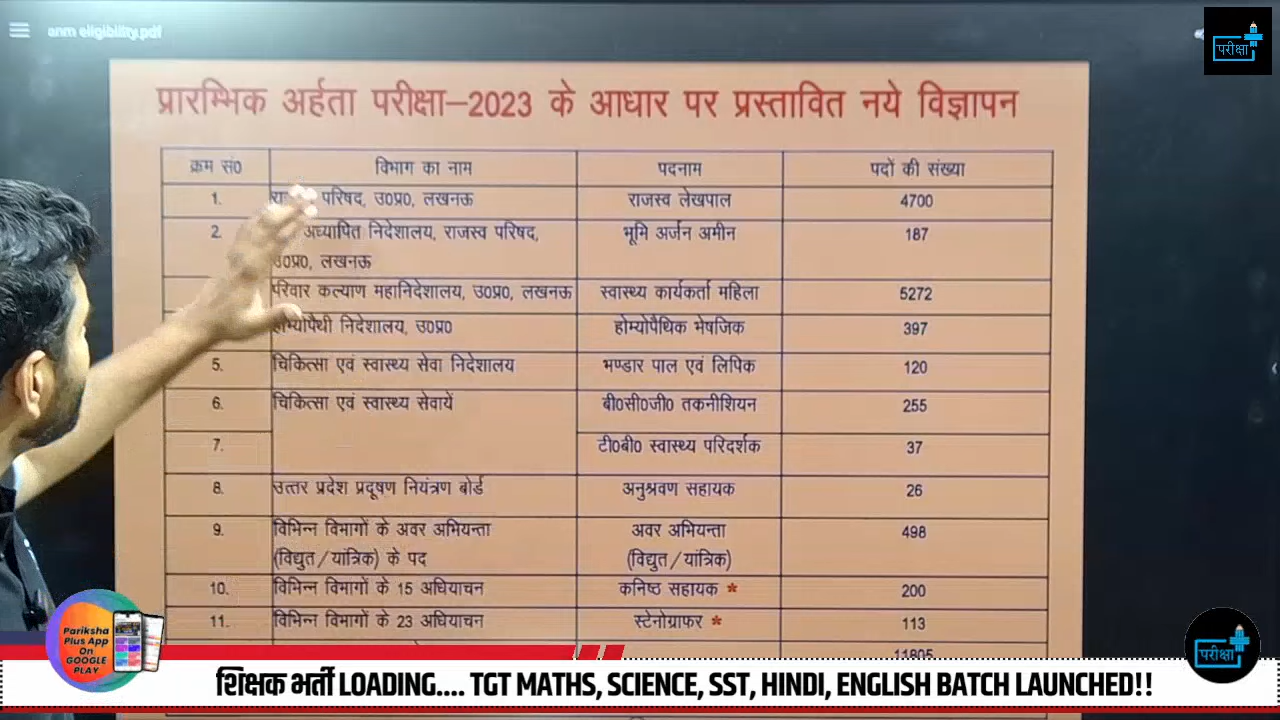 anm eligibility.pdf
परीक्षा
प्रारम्भिक अर्हता परीक्षा–2023 के आधार पर प्रस्तावित नये विज्ञापन
क्रम सं0 विभाग का नाम पदनाम पदों की संख्या
1. परिषद, उ0प्र0, लखनऊ राजस्व लेखपाल 4700
2. अध्यापित निदेशालय, राजस्व परिषद, भूमि अर्जन अमीन 187
उ0प्र0, लखनऊ
परिवार कल्याण महानिदेशालय, उ0प्र0, लखनऊ स्वास्थ्य कार्यकर्ता महिला 5272
होम्योपैथी निदेशालय, उ0प्र0 होम्योपैथिक भेषजिक 397
5. चिकित्सा एवं स्वास्थ्य सेवा निदेशालय भण्डार पाल एवं लिपिक 120
6. चिकित्सा एवं स्वास्थ्य सेवायें बी0सी0जी0 तकनीशियन 255
7. टी0बी0 स्वास्थ्य परिदर्शक 37
8. उत्तर प्रदेश प्रदूषण नियंत्रण बोर्ड अनुश्रवण सहायक 26
9. विभिन्न विभागों के अवर अभियन्ता अवर अभियन्ता 498
(विद्युत/यांत्रिक) के पद (विद्युत/यांत्रिक)
10. विभिन्न विभागों के 15 अधियाचन कनिष्ठ सहायक * 200
11. विभिन्न विभागों के 23 अधियाचन स्टेनोग्राफर * 113
11805
Pariksha
Plus App
On
GOOGLE
PLAY
परीक्षा
शिक्षक भर्ती LOADING.... TGT MATHS, SCIENCE, SST, HINDI, ENGLISH BATCH LAUNCHED!!